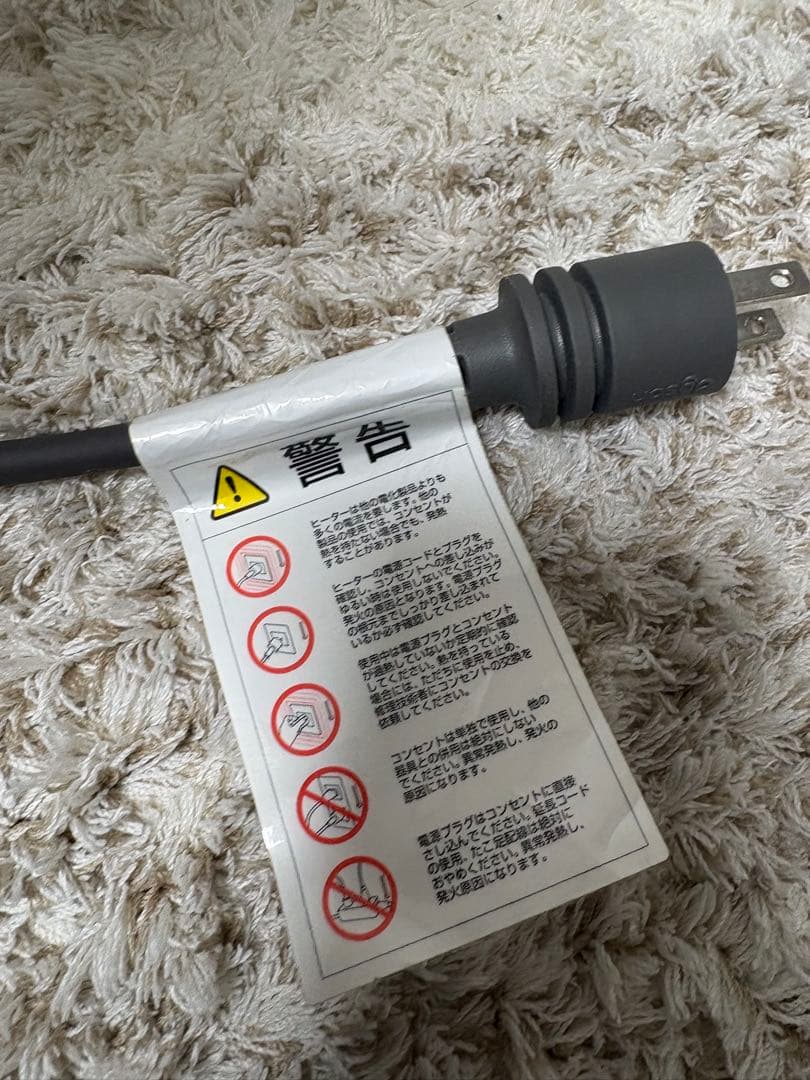 dyson
警告
ヒーターは他の電化製品よりも
多くの電流を要します。他の
製品の使用では、コンセントが
熱を持たない場合でも、発熱
することがあります。
ヒーターの電源コードとプラグを
確認し、コンセントへの差し込みが
ゆるい時は使用しないでください。
発火の原因となります。電源プラグ
の根元までしっかり差し込まれて
いるか必ず確認してください。
使用中は電源プラグとコンセント
が過熱していないか定期的に確認
してください。熱を持っている
場合には、ただちに使用を止め、
修理技術者にコンセントの交換を
依頼してください。
コンセントは単独で使用し、他の
器具との併用は絶対にしない
でください。異常発熱し、発火の
原因になります。
電源プラグはコンセントに直接
さし込んでください。延長コード
の使用、たこ足配線は絶対に
おやめください。異常発熱し、
発火原因になります。